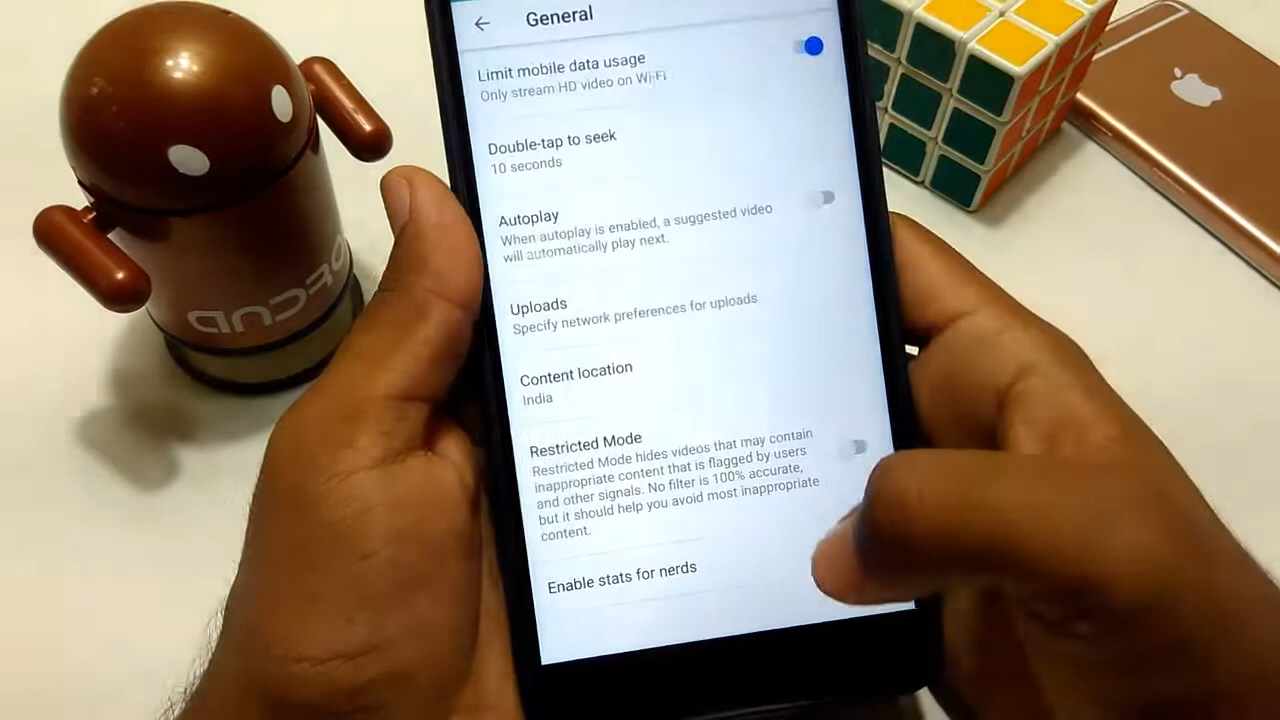 General
Limit mobile data usage
Only stream HD video on Wi-Fi
Double-tap to seek
10 seconds
Autoplay
When autoplay is enabled, a suggested video
will automatically play next.
Uploads
Specify network preferences for uploads
Content location
India
Restricted Mode
Restricted Mode hides videos that may contain
inappropriate content that is flagged by users
and other signals. No filter is 100% accurate,
but it should help you avoid most inappropriate
content.
Enable stats for nerds
ANDRO